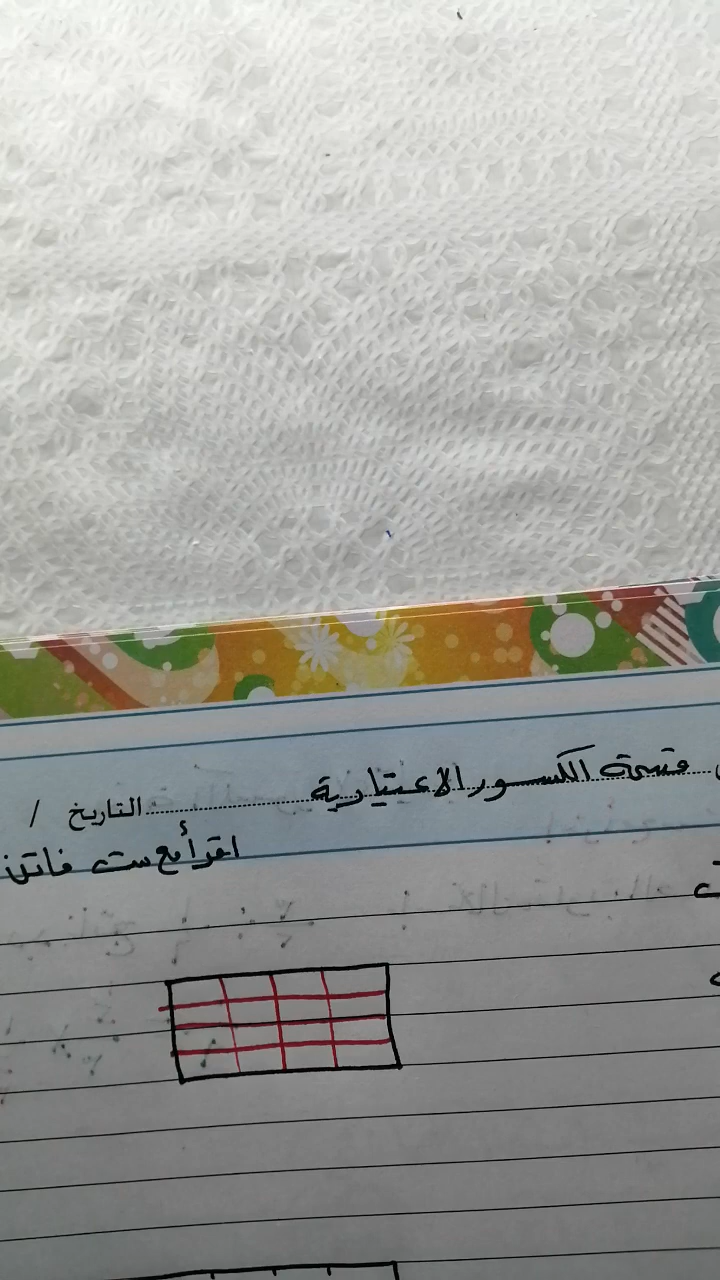 قسمة الكسور الاعتيادية التاريخ /
اقرأ مع ست فاتن